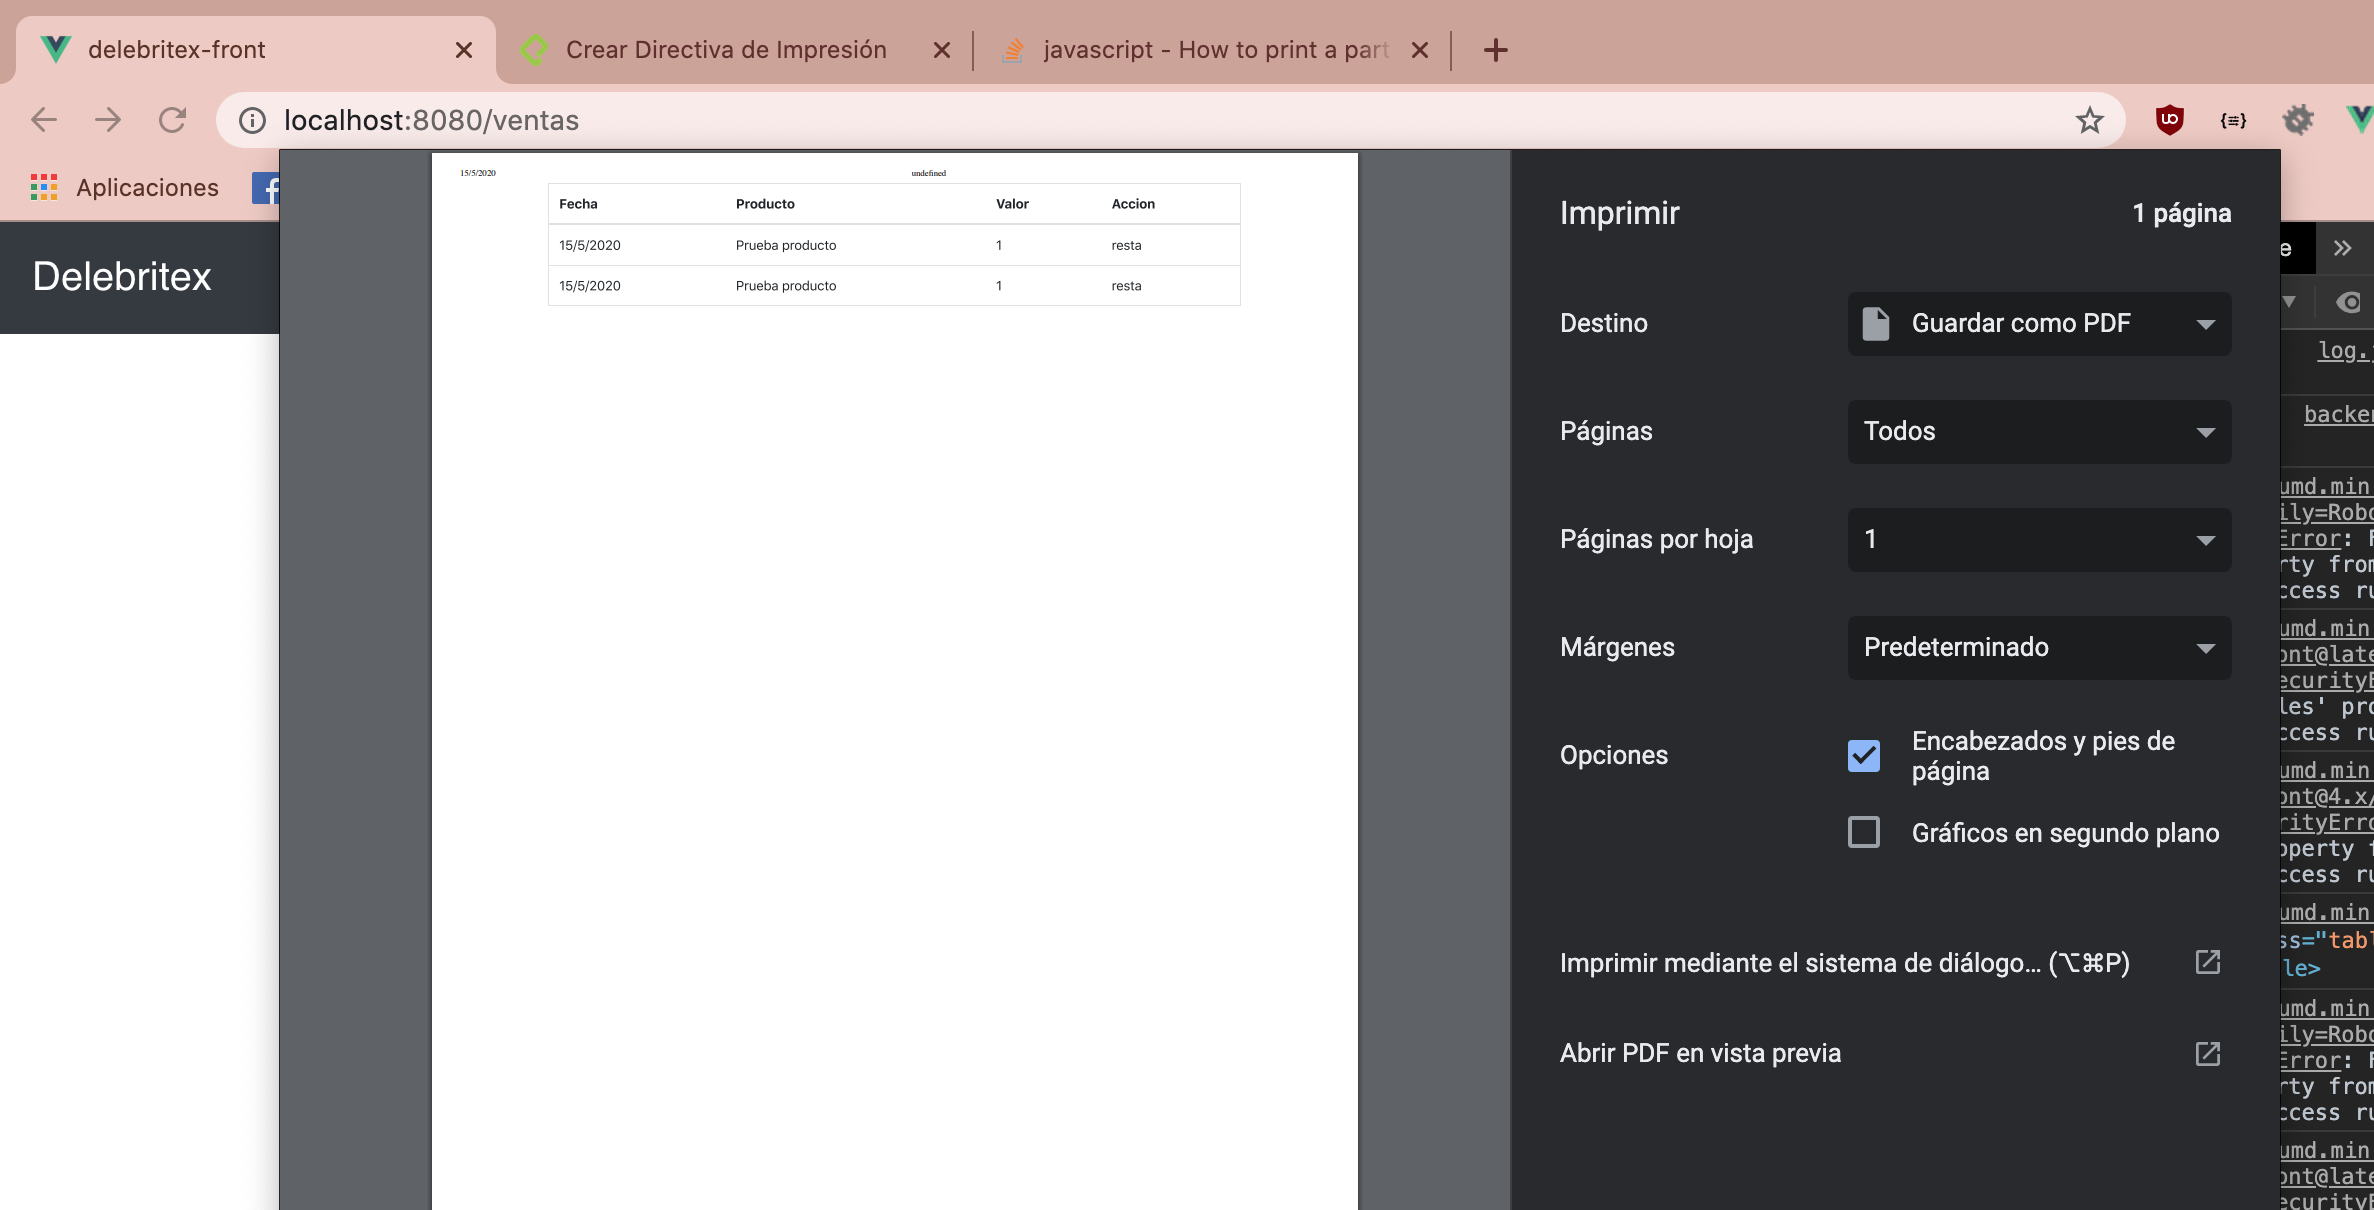 delebritex-front
Crear Directiva de Impresión
javascript - How to print a part
localhost:8080/ventas
Aplicaciones
Delebritex
15/5/2020 undefined
Fecha Producto Valor Accion
15/5/2020 Prueba producto 1 resta
15/5/2020 Prueba producto 1 resta
Imprimir 1 página
Destino Guardar como PDF
Páginas Todos
Páginas por hoja 1
Márgenes Predeterminado
Opciones Encabezados y pies de
página
Gráficos en segundo plano
Imprimir mediante el sistema de diálogo... (⌥⌘P)
Abrir PDF en vista previa
e
log.
backe
umd.min
ily=Robo
Error: F
rty from
ccess ru
umd.min
ont@late
ecurityE
les' pro
ccess ru
umd.min
ont@4.x/
rityErro
operty f
ccess ru
umd.min
ss="tabl
le>
umd.min
ily=Robo
Error: F
rty from
ccess ru
umd.min
ont@late
ecurityE